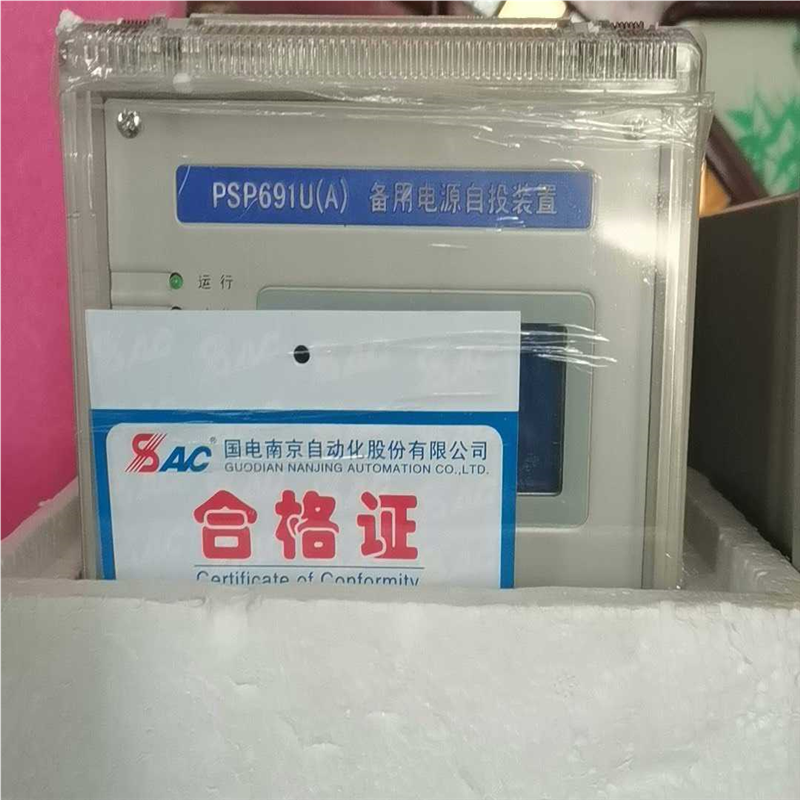 PSP691U(A) 备用电源自投装置
运行
SAC
SAC® 国电南京自动化股份有限公司
GUODIAN NANJING AUTOMATION CO.,LTD.
合格证
Certificate of Conformity